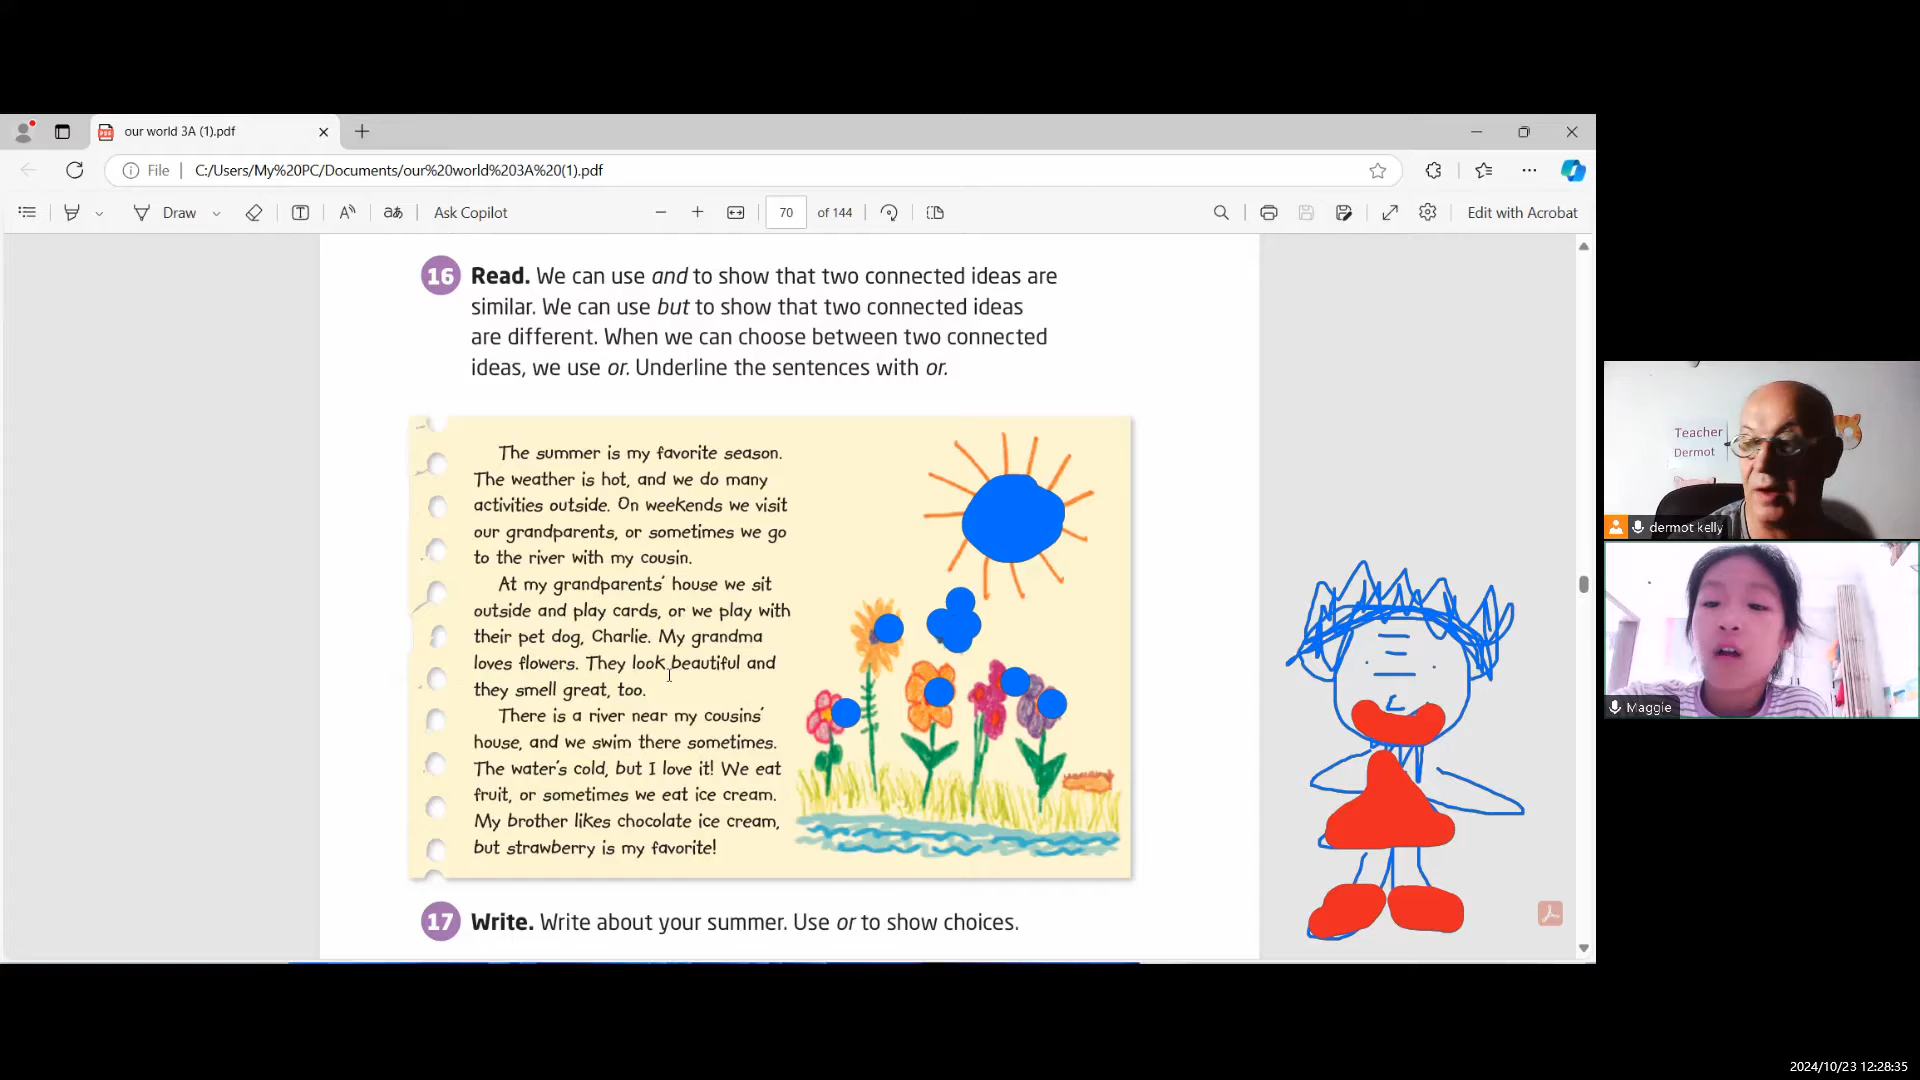 our world 3A (1).pdf
File
C:/Users/My%20PC/Documents/our%20world%203A%20(1).pdf
Draw
Ask Copilot
70 of 144
Edit with Acrobat
16 Read. We can use and to show that two connected ideas are
similar. We can use but to show that two connected ideas
are different. When we can choose between two connected
ideas, we use or. Underline the sentences with or.
The summer is my favorite season.
The weather is hot, and we do many
activities outside. On weekends we visit
our grandparents, or sometimes we go
to the river with my cousin.
At my grandparents' house we sit
outside and play cards, or we play with
their pet dog, Charlie. My grandma
loves flowers. They look beautiful and
they smell great, too.
There is a river near my cousins'
house, and we swim there sometimes.
The water's cold, but I love it! We eat
fruit, or sometimes we eat ice cream.
My brother likes chocolate ice cream,
but strawberry is my favorite!
17 Write. Write about your summer. Use or to show choices.
Teacher
Dermot
dermot kelly
Maggie
2024/10/23 12:28:35